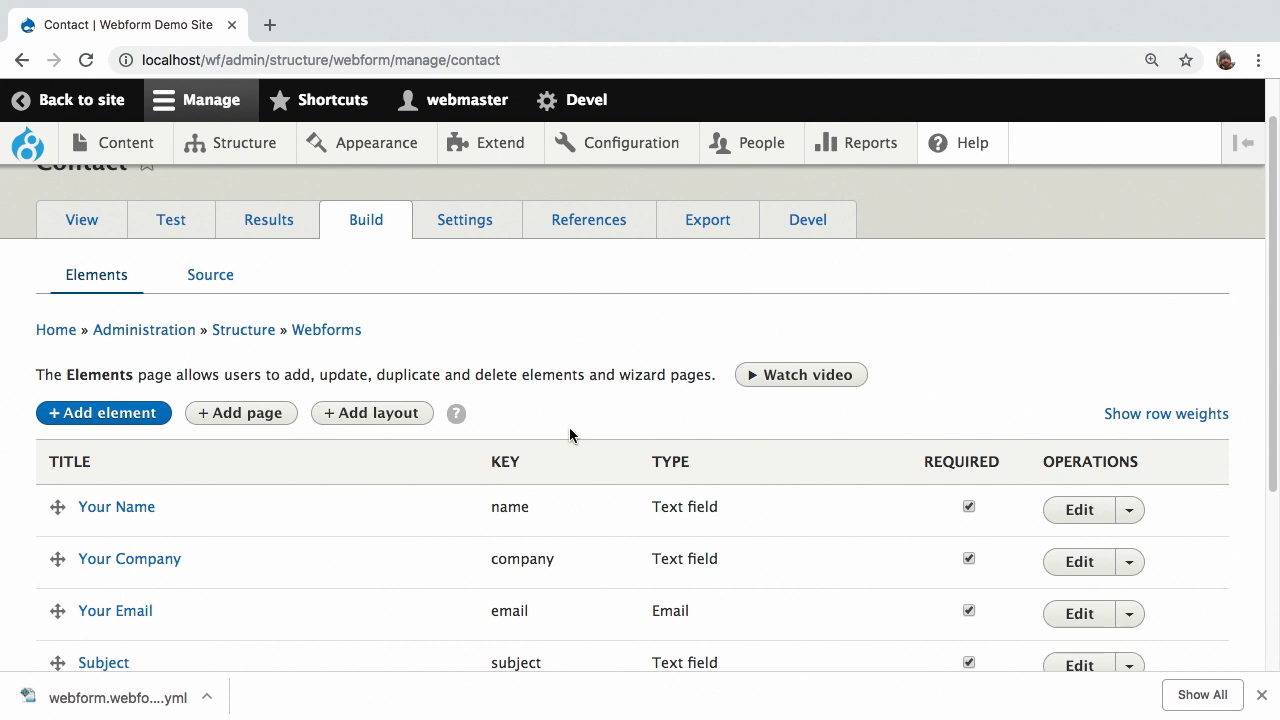 Contact | Webform Demo Site
localhost/wf/admin/structure/webform/manage/contact
Back to site Manage Shortcuts webmaster Devel
Content Structure Appearance Extend Configuration People Reports Help
Contact
View Test Results Build Settings References Export Devel
Elements Source
Home » Administration » Structure » Webforms
The Elements page allows users to add, update, duplicate and delete elements and wizard pages. Watch video
+ Add element + Add page + Add layout ? Show row weights
TITLE KEY TYPE REQUIRED OPERATIONS
Your Name name Text field Edit
Your Company company Text field Edit
Your Email email Email Edit
Subject subject Text field Edit
webform.webfo....yml Show All